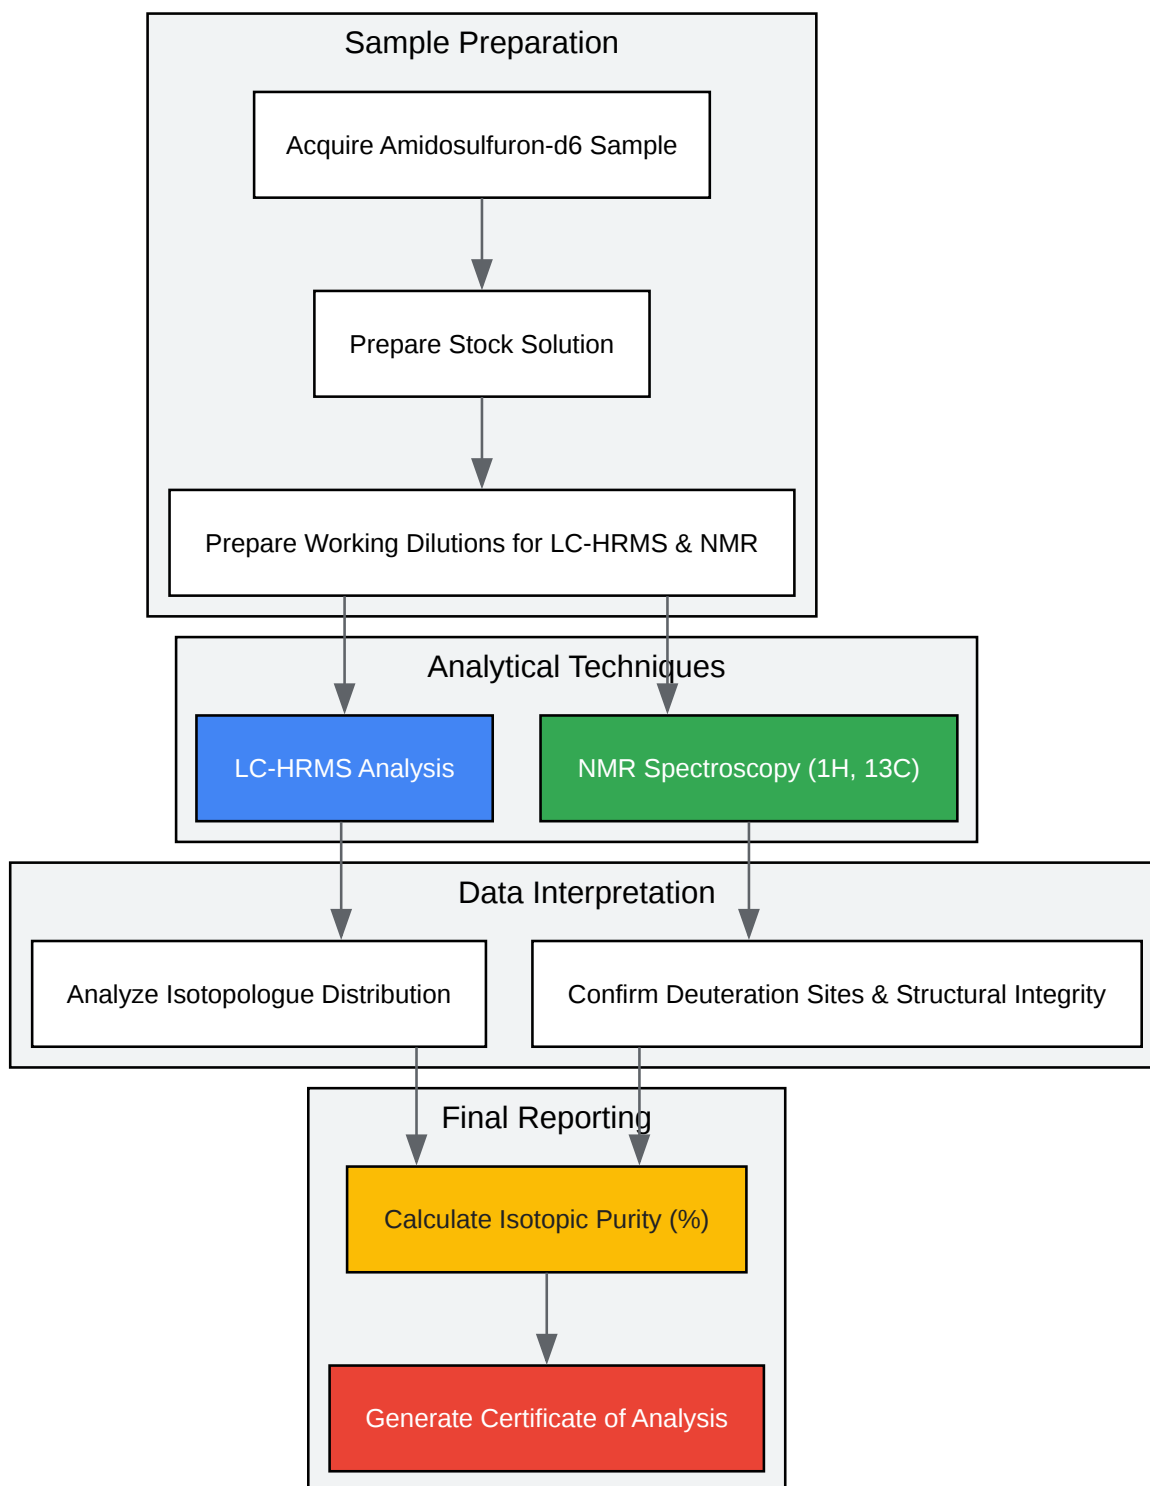 Sample Preparation
Acquire Amidosulfuron-d6 Sample
Prepare Stock Solution
Prepare Working Dilutions for LC-HRMS & NMR
Analytical Techniques
LC-HRMS Analysis
NMR Spectroscopy (1H, 13C)
Data Interpretation
Analyze Isotopologue Distribution
Confirm Deuteration Sites & Structural Integrity
Final Reporting
Calculate Isotopic Purity (%)
Generate Certificate of Analysis